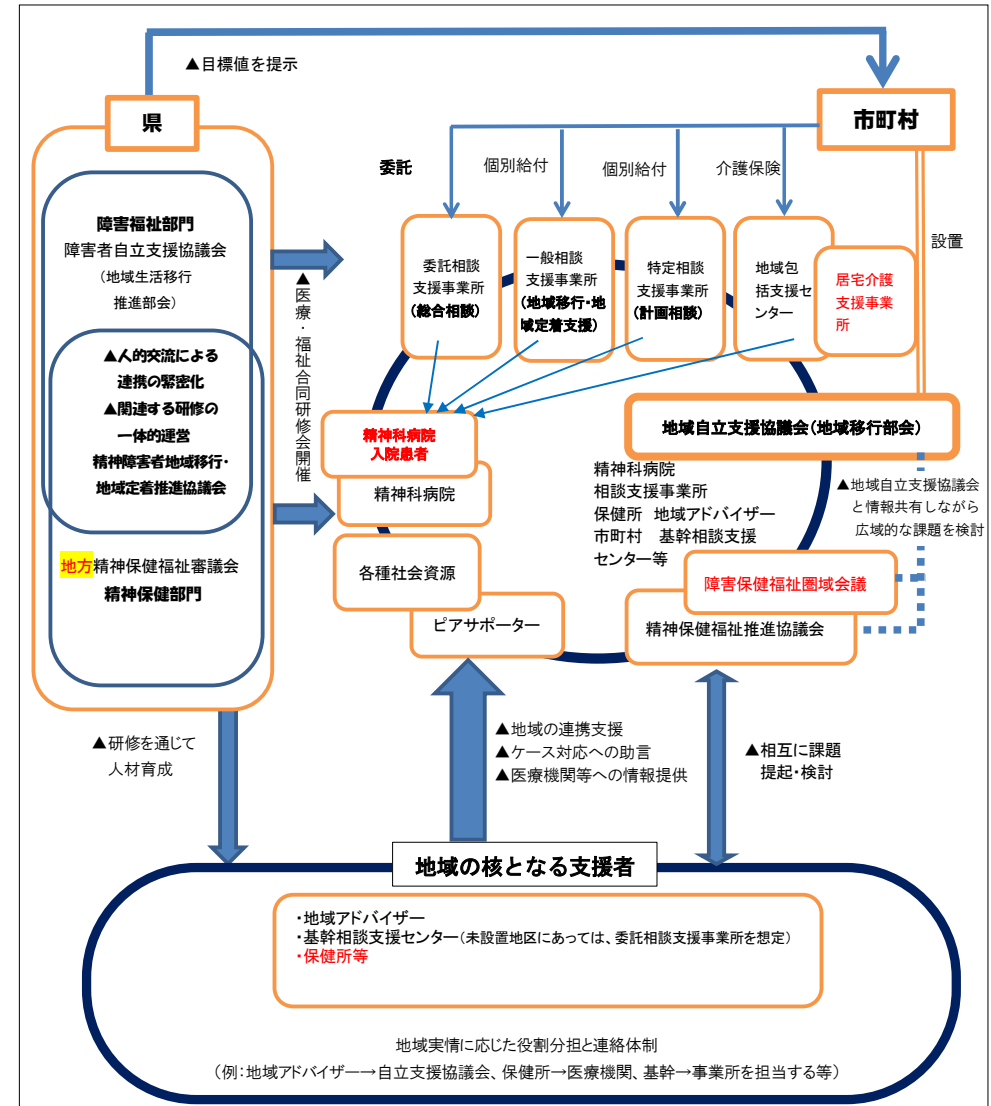 ▲目標値を提示
県
市町村
障害福祉部門
障害者自立支援協議会
（地域生活移行
推進部会）
▲人的交流による
連携の緊密化
▲関連する研修の
一体的運営
精神障害者地域移行・
地域定着推進協議会
地方精神保健福祉審議会
精神保健部門
▲医療・福祉合同研修会開催
委託
個別給付
個別給付
介護保険
設置
委託相談
支援事業所
(総合相談)
一般相談
支援事業所
(地域移行・地
域定着支援)
特定相談
支援事業所
(計画相談)
地域包
括支援セ
ンター
居宅介護
支援事業
所
精神科病院
入院患者
精神科病院
各種社会資源
ピアサポーター
地域自立支援協議会（地域移行部会）
精神科病院
相談支援事業所
保健所　地域アドバイザー
市町村　基幹相談支援
センター等
▲地域自立支援協議会
と情報共有しながら
広域的な課題を検討
障害保健福祉圏域会議
精神保健福祉推進協議会
▲研修を通じて
人材育成
▲地域の連携支援
▲ケース対応への助言
▲医療機関等への情報提供
▲相互に課題
提起・検討
地域の核となる支援者
・地域アドバイザー
・基幹相談支援センター（未設置地区にあっては、委託相談支援事業所を想定）
・保健所等
地域実情に応じた役割分担と連絡体制
（例：地域アドバイザー→自立支援協議会、保健所→医療機関、基幹→事業所を担当する等）